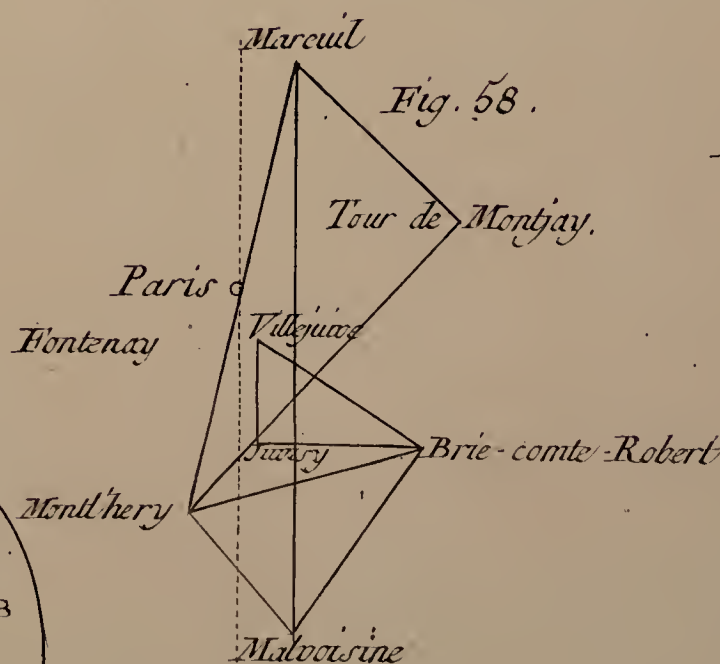 Mareuil
Fig. 58.
Tour de Montjay.
Paris
Villejuive
Fontenay
Juvisy
Brie-comte-Robert
Montl'hery
B
Malvoisine